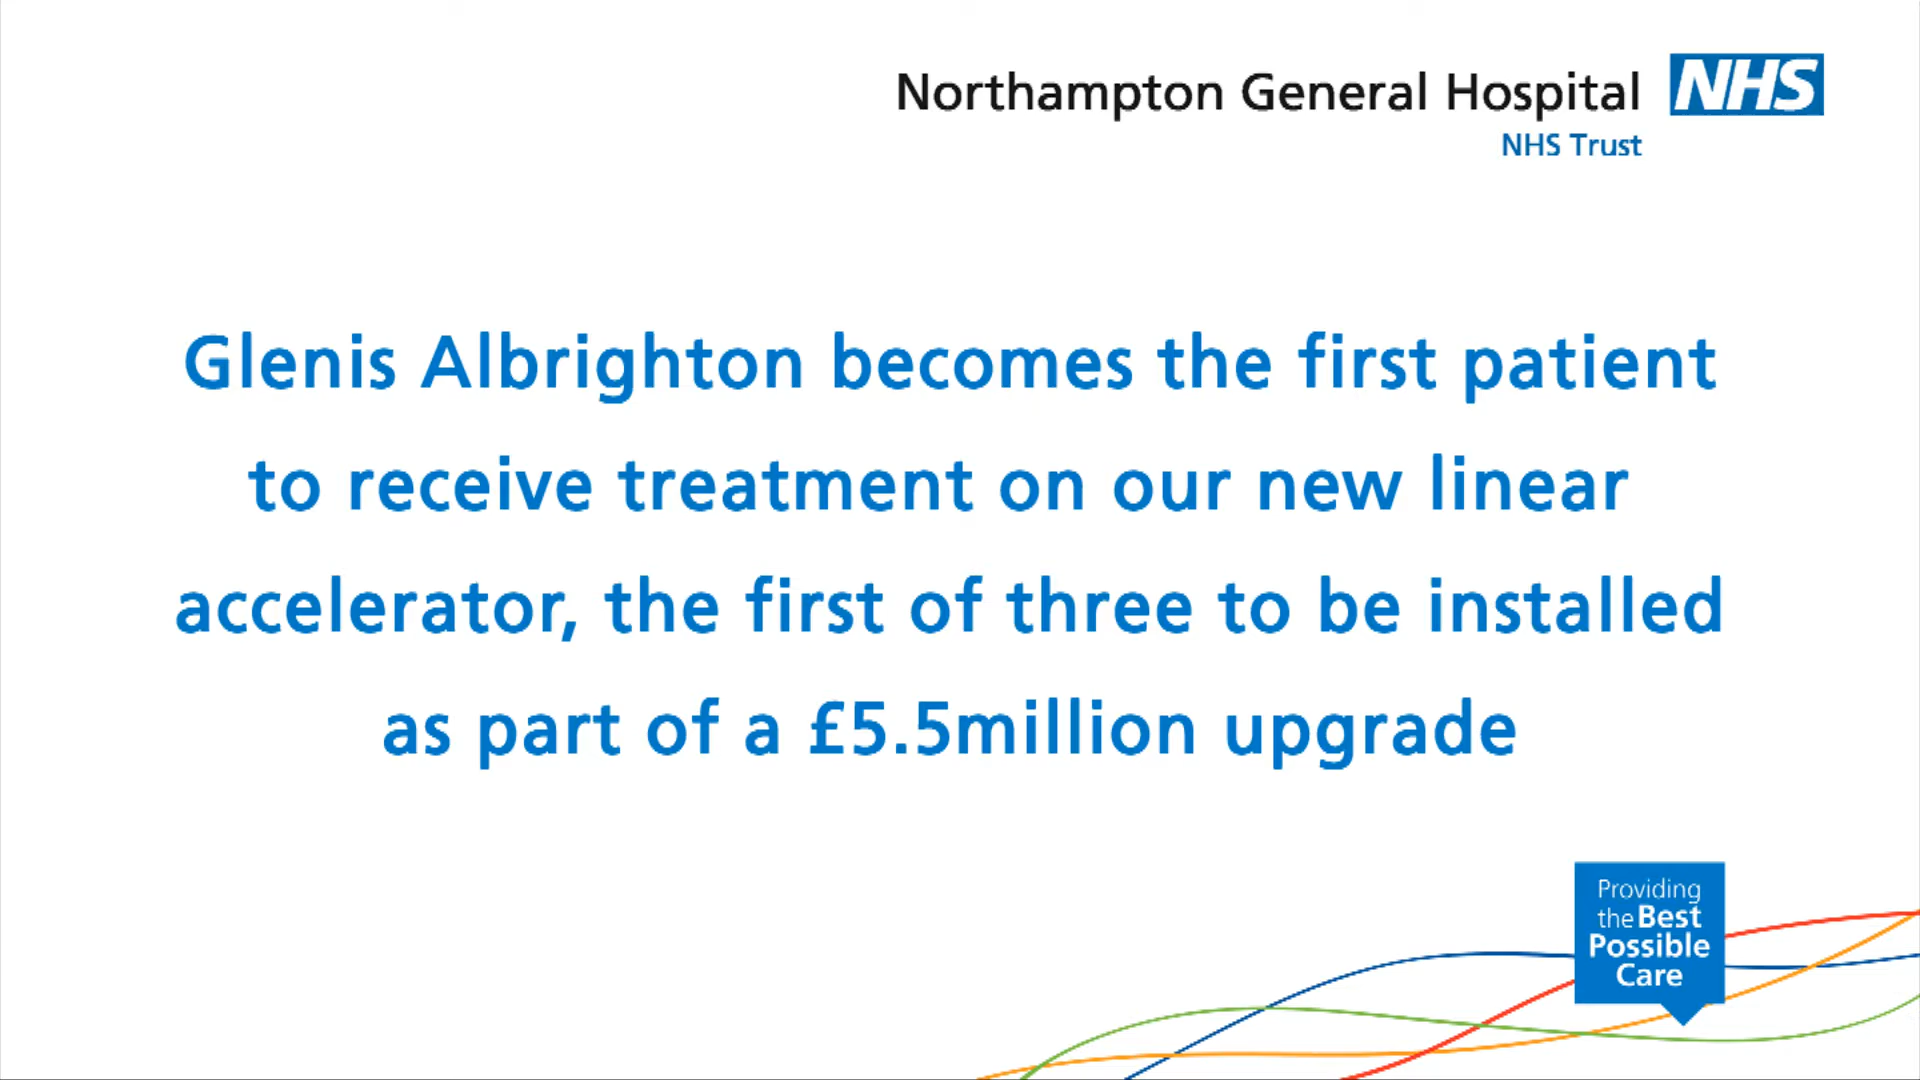 Northampton General Hospital NHS
NHS Trust
Glenis Albrighton becomes the first patient
to receive treatment on our new linear
accelerator, the first of three to be installed
as part of a £5.5million upgrade
Providing
the Best
Possible
Care